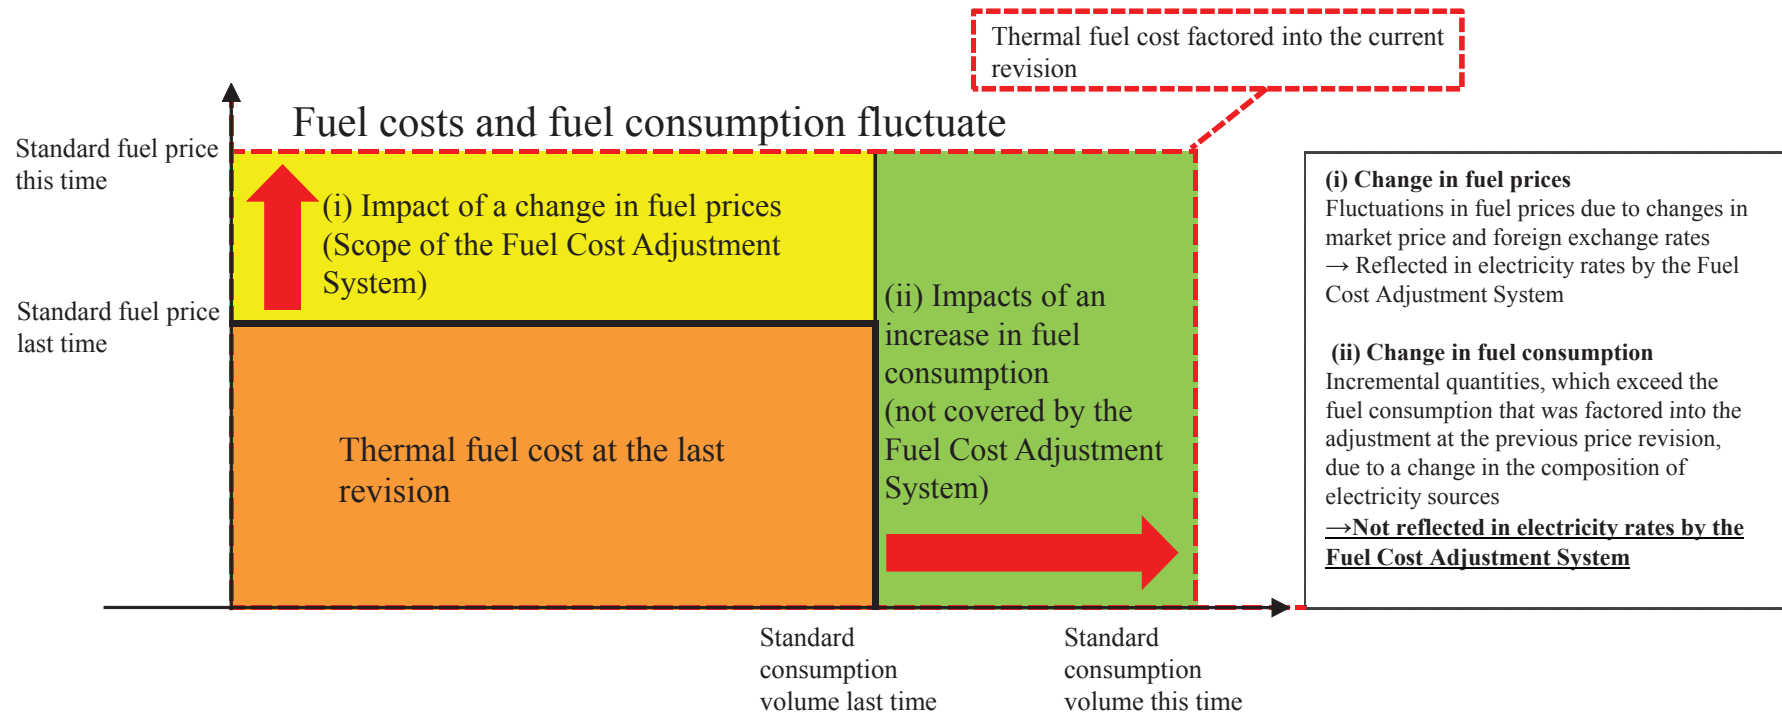 Thermal fuel cost factored into the current
revision
Fuel costs and fuel consumption fluctuate
Standard fuel price
this time
(i) Impact of a change in fuel prices
(Scope of the Fuel Cost Adjustment
System)
Standard fuel price
last time
(ii) Impacts of an
increase in fuel
consumption
(not covered by the
Fuel Cost Adjustment
System)
Thermal fuel cost at the last
revision
Standard
consumption
volume last time
Standard
consumption
volume this time
(i) Change in fuel prices
Fluctuations in fuel prices due to changes in
market price and foreign exchange rates
→ Reflected in electricity rates by the Fuel
Cost Adjustment System
(ii) Change in fuel consumption
Incremental quantities, which exceed the
fuel consumption that was factored into the
adjustment at the previous price revision,
due to a change in the composition of
electricity sources
→Not reflected in electricity rates by the
Fuel Cost Adjustment System